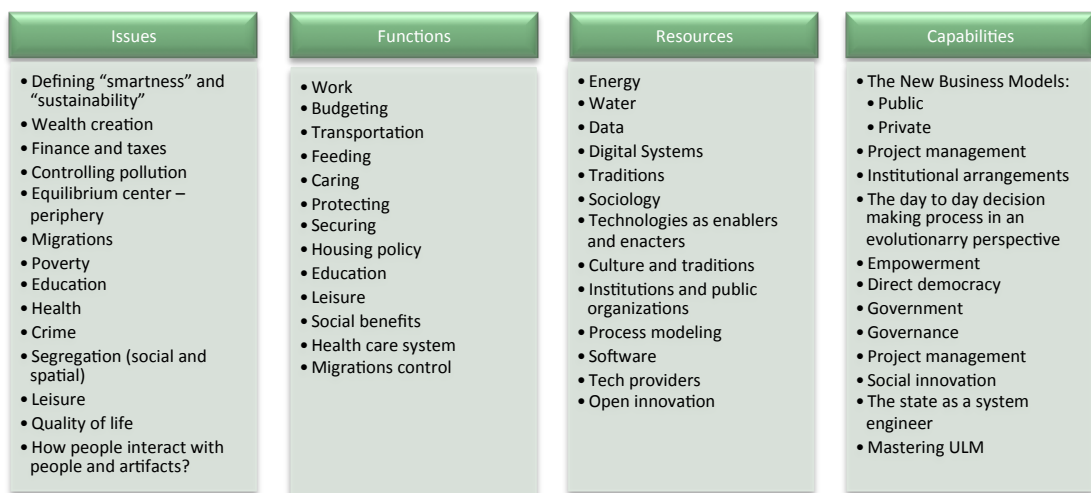 Issues
• Defining “smartness” and
“sustainability”
• Wealth creation
• Finance and taxes
• Controlling pollution
• Equilibrium center –
periphery
• Migrations
• Poverty
• Education
• Health
• Crime
• Segregation (social and
spatial)
• Leisure
• Quality of life
• How people interact with
people and artifacts?
Functions
• Work
• Budgeting
• Transportation
• Feeding
• Caring
• Protecting
• Securing
• Housing policy
• Education
• Leisure
• Social benefits
• Health care system
• Migrations control
Resources
• Energy
• Water
• Data
• Digital Systems
• Traditions
• Sociology
• Technologies as enablers
and enacters
• Culture and traditions
• Institutions and public
organizations
• Process modeling
• Software
• Tech providers
• Open innovation
Capabilities
• The New Business Models:
• Public
• Private
• Project management
• Institutional arrangements
• The day to day decision
making process in an
evolutionarry perspective
• Empowerment
• Direct democracy
• Government
• Governance
• Project management
• Social innovation
• The state as a system
engineer
• Mastering ULM